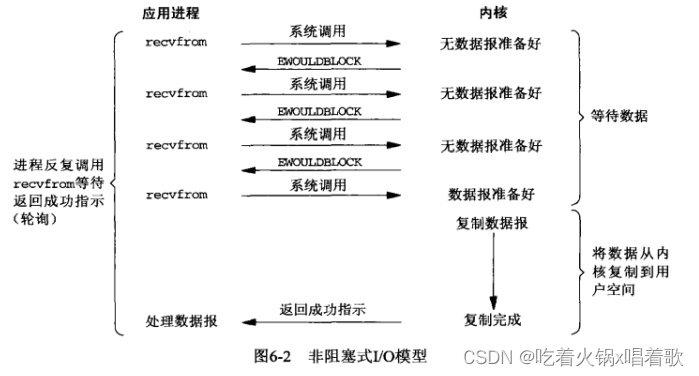 应用进程 内核
recvfrom 系统调用 无数据报准备好
EWOULDBLOCK
recvfrom 系统调用 无数据报准备好
EWOULDBLOCK
recvfrom 系统调用 无数据报准备好
EWOULDBLOCK
recvfrom 系统调用 数据报准备好
等待数据
进程反复调用
recvfrom等待
返回成功指示
(轮询)
复制数据报
将数据从内
核复制到用
户空间
处理数据报 返回成功指示 复制完成
图6-2 非阻塞式I/O模型
CSDN @吃着火锅x唱着歌